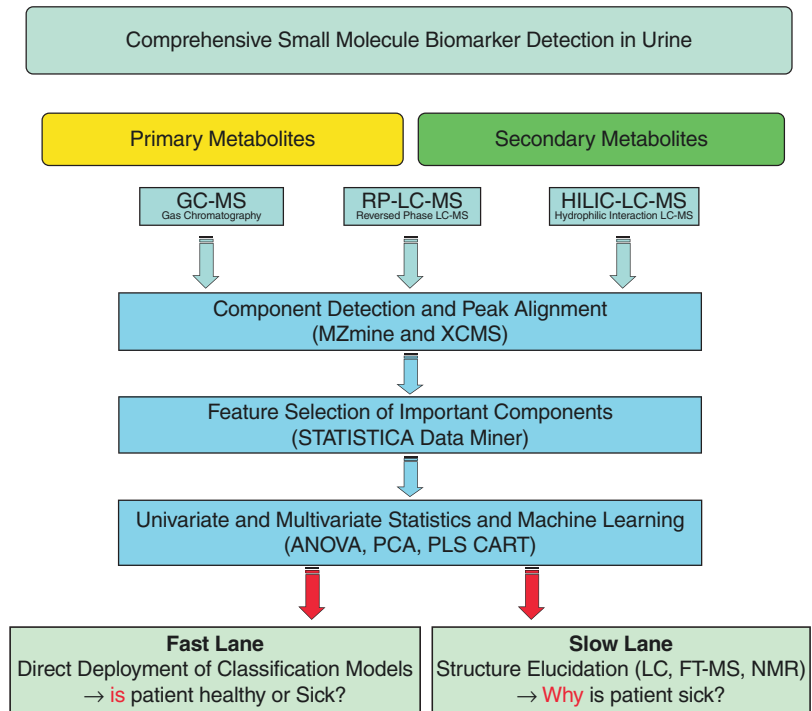 Comprehensive Small Molecule Biomarker Detection in Urine
Primary Metabolites
Secondary Metabolites
GC-MS
Gas Chromatography
RP-LC-MS
Reversed Phase LC-MS
HILIC-LC-MS
Hydrophilic Interaction LC-MS
Component Detection and Peak Alignment
(MZmine and XCMS)
Feature Selection of Important Components
(STATISTICA Data Miner)
Univariate and Multivariate Statistics and Machine Learning
(ANOVA, PCA, PLS CART)
Fast Lane
Direct Deployment of Classification Models
→ is patient healthy or Sick?
Slow Lane
Structure Elucidation (LC, FT-MS, NMR)
→ Why is patient sick?